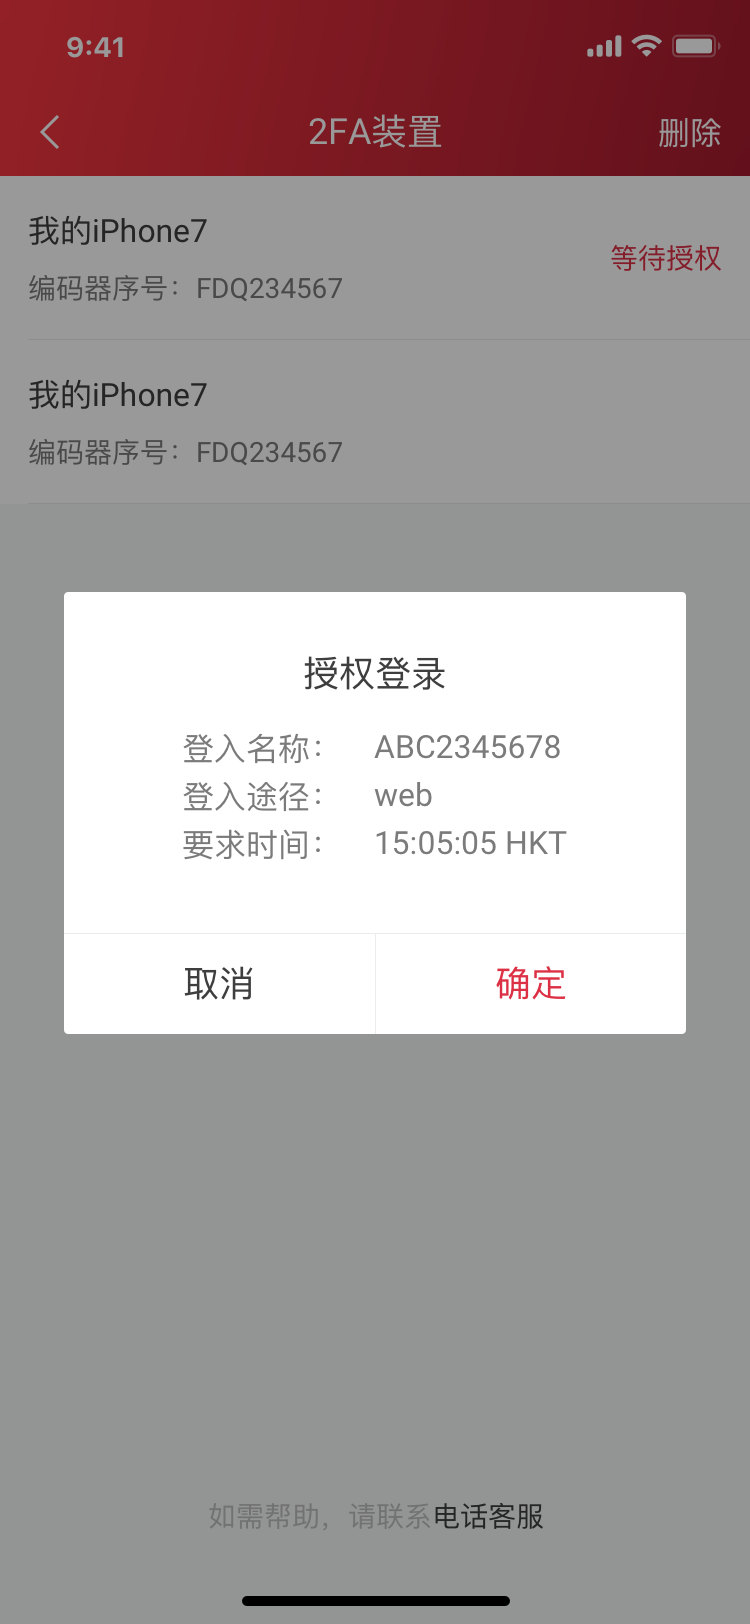 9:41
2FA装置
删除
我的iPhone7
等待授权
编码器序号：FDQ234567
我的iPhone7
编码器序号：FDQ234567
授权登录
登入名称： ABC2345678
登入途径： web
要求时间： 15:05:05 HKT
取消
确定
如需帮助，请联系电话客服